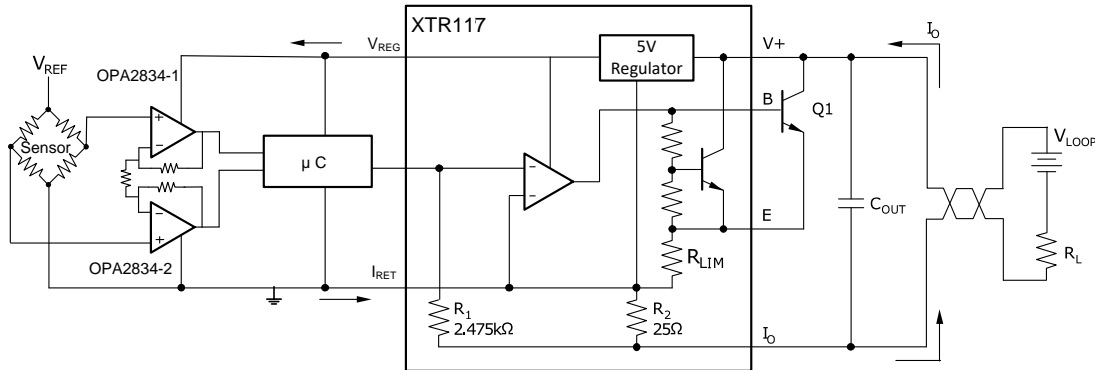 XTR117
I_O
V_REG
V+
5V
Regulator
V_REF
OPA2834-1
+
−
Sensor
B
Q1
µ C
−
−
V_LOOP
C_OUT
−
+
E
OPA2834-2
R_LIM
R_L
I_RET
R_1
2.475kΩ
R_2
25Ω
I_O